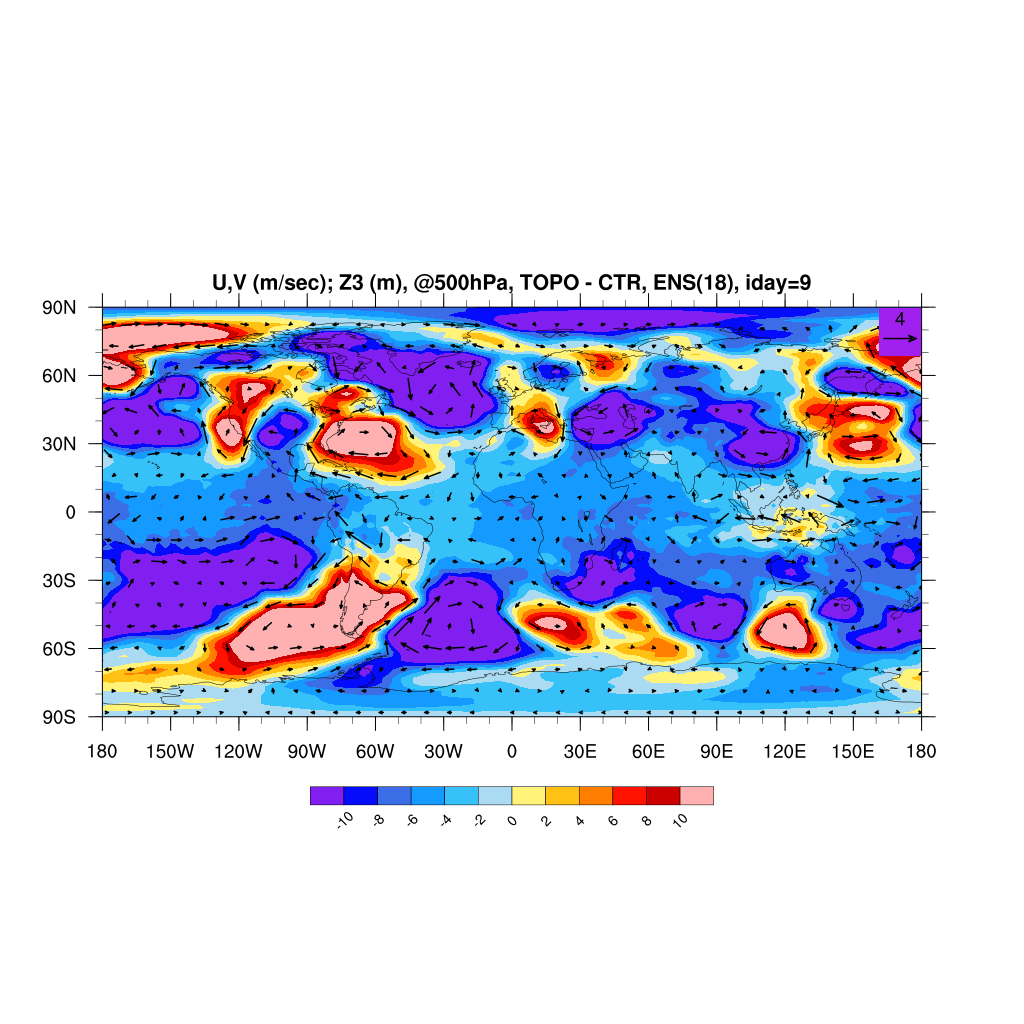 U,V (m/sec); Z3 (m), @500hPa, TOPO - CTR, ENS(18), iday=9
4
90N
60N
30N
0
30S
60S
90S
180 150W 120W 90W 60W 30W 0 30E 60E 90E 120E 150E 180
-10 -8 -6 -4 -2 0 2 4 6 8 10